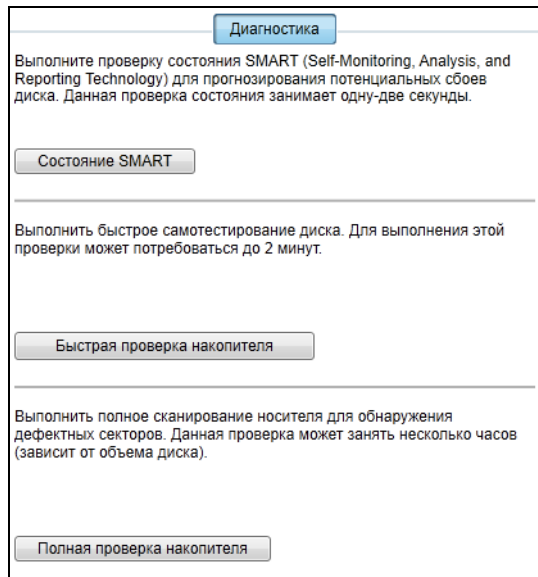 Диагностика
Выполните проверку состояния SMART (Self-Monitoring, Analysis, and
Reporting Technology) для прогнозирования потенциальных сбоев
диска. Данная проверка состояния занимает одну-две секунды.
Состояние SMART
Выполнить быстрое самотестирование диска. Для выполнения этой
проверки может потребоваться до 2 минут.
Быстрая проверка накопителя
Выполнить полное сканирование носителя для обнаружения
дефектных секторов. Данная проверка может занять несколько часов
(зависит от объема диска).
Полная проверка накопителя